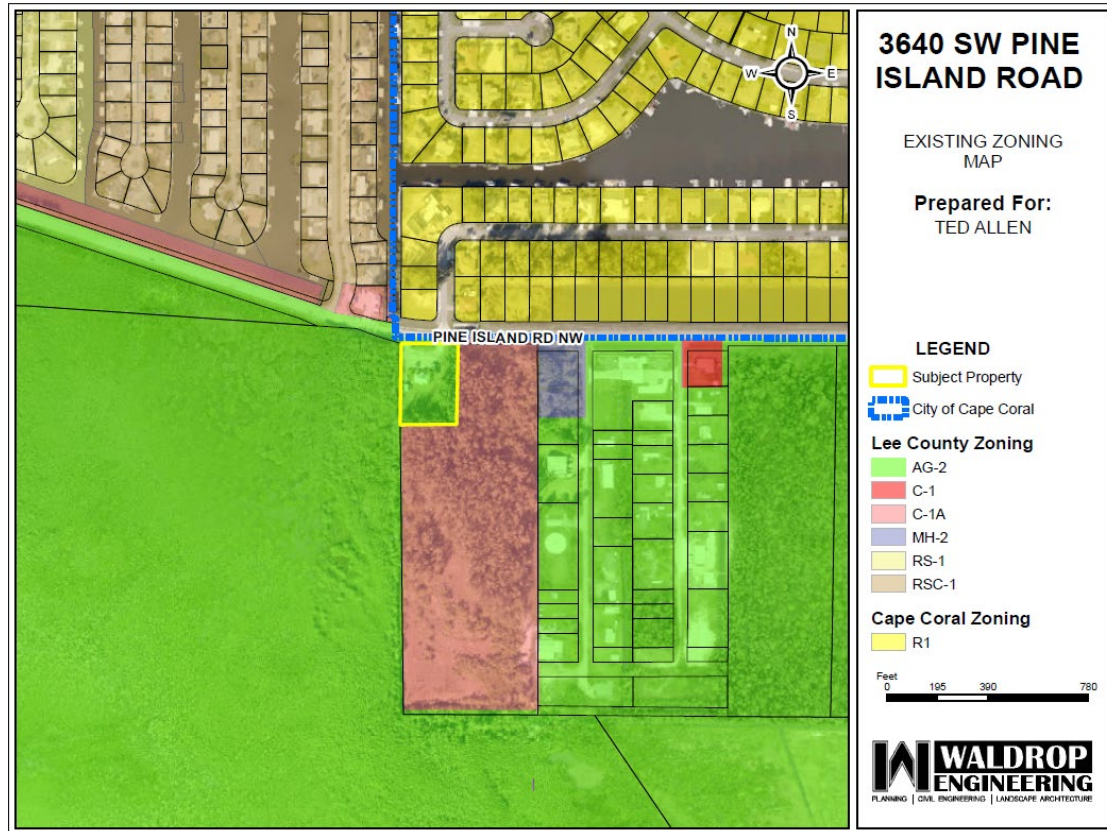 PINE ISLAND RD NW
N
W E
S
3640 SW PINE
ISLAND ROAD
EXISTING ZONING
MAP
Prepared For:
TED ALLEN
LEGEND
Subject Property
City of Cape Coral
Lee County Zoning
AG-2
C-1
C-1A
MH-2
RS-1
RSC-1
Cape Coral Zoning
R1
Feet
0 195 390 780
WALDROP
ENGINEERING
PLANNING | CIVIL ENGINEERING | LANDSCAPE ARCHITECTURE